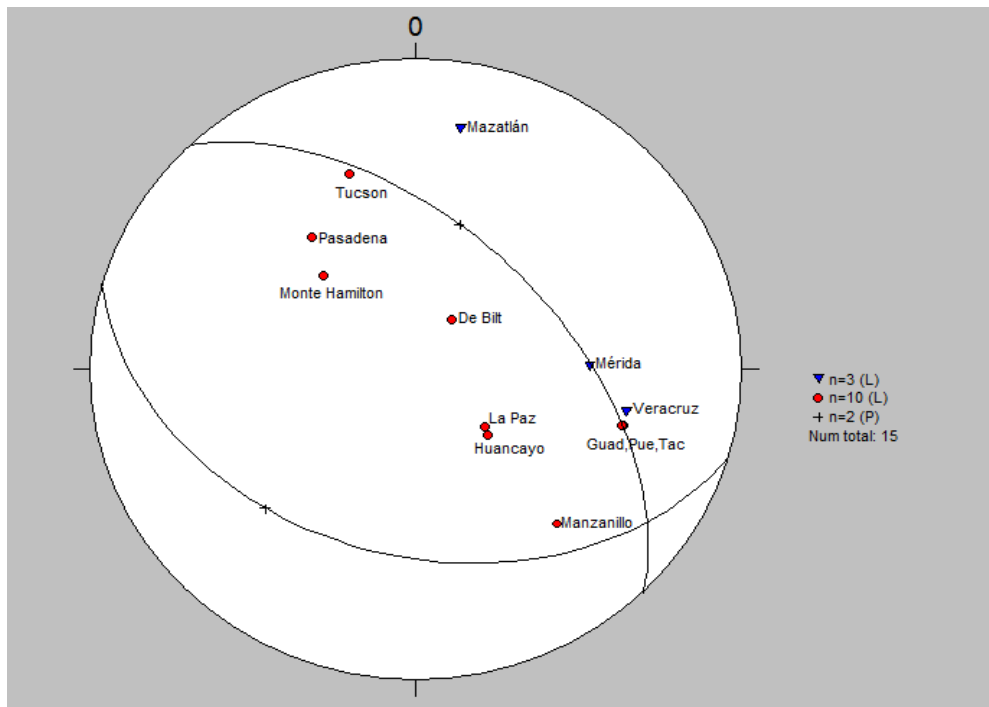 0
Mazatlán
Tucson
Pasadena
Monte Hamilton
De Bilt
Mérida
n=3 (L)
n=10 (L)
n=2 (P)
Num total: 15
Veracruz
La Paz
Guad,Pue,Tac
Huancayo
Manzanillo